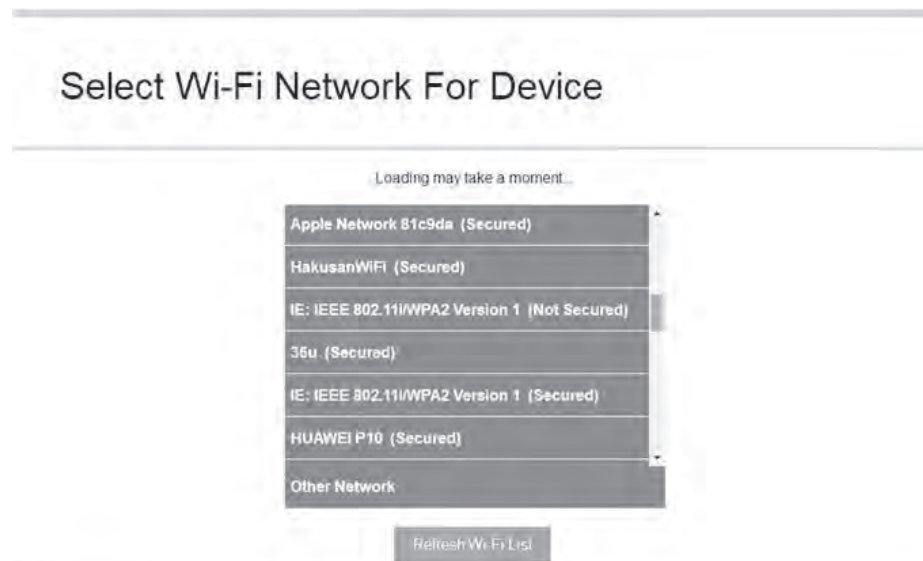 Select Wi-Fi Network For Device
Loading may take a moment...
Apple Network 81c9da (Secured)
HakusanWiFi (Secured)
IE: IEEE 802.11i/WPA2 Version 1 (Not Secured)
36u (Secured)
IE: IEEE 802.11i/WPA2 Version 1 (Secured)
HUAWEI P10 (Secured)
Other Network
Refresh Wi-Fi List